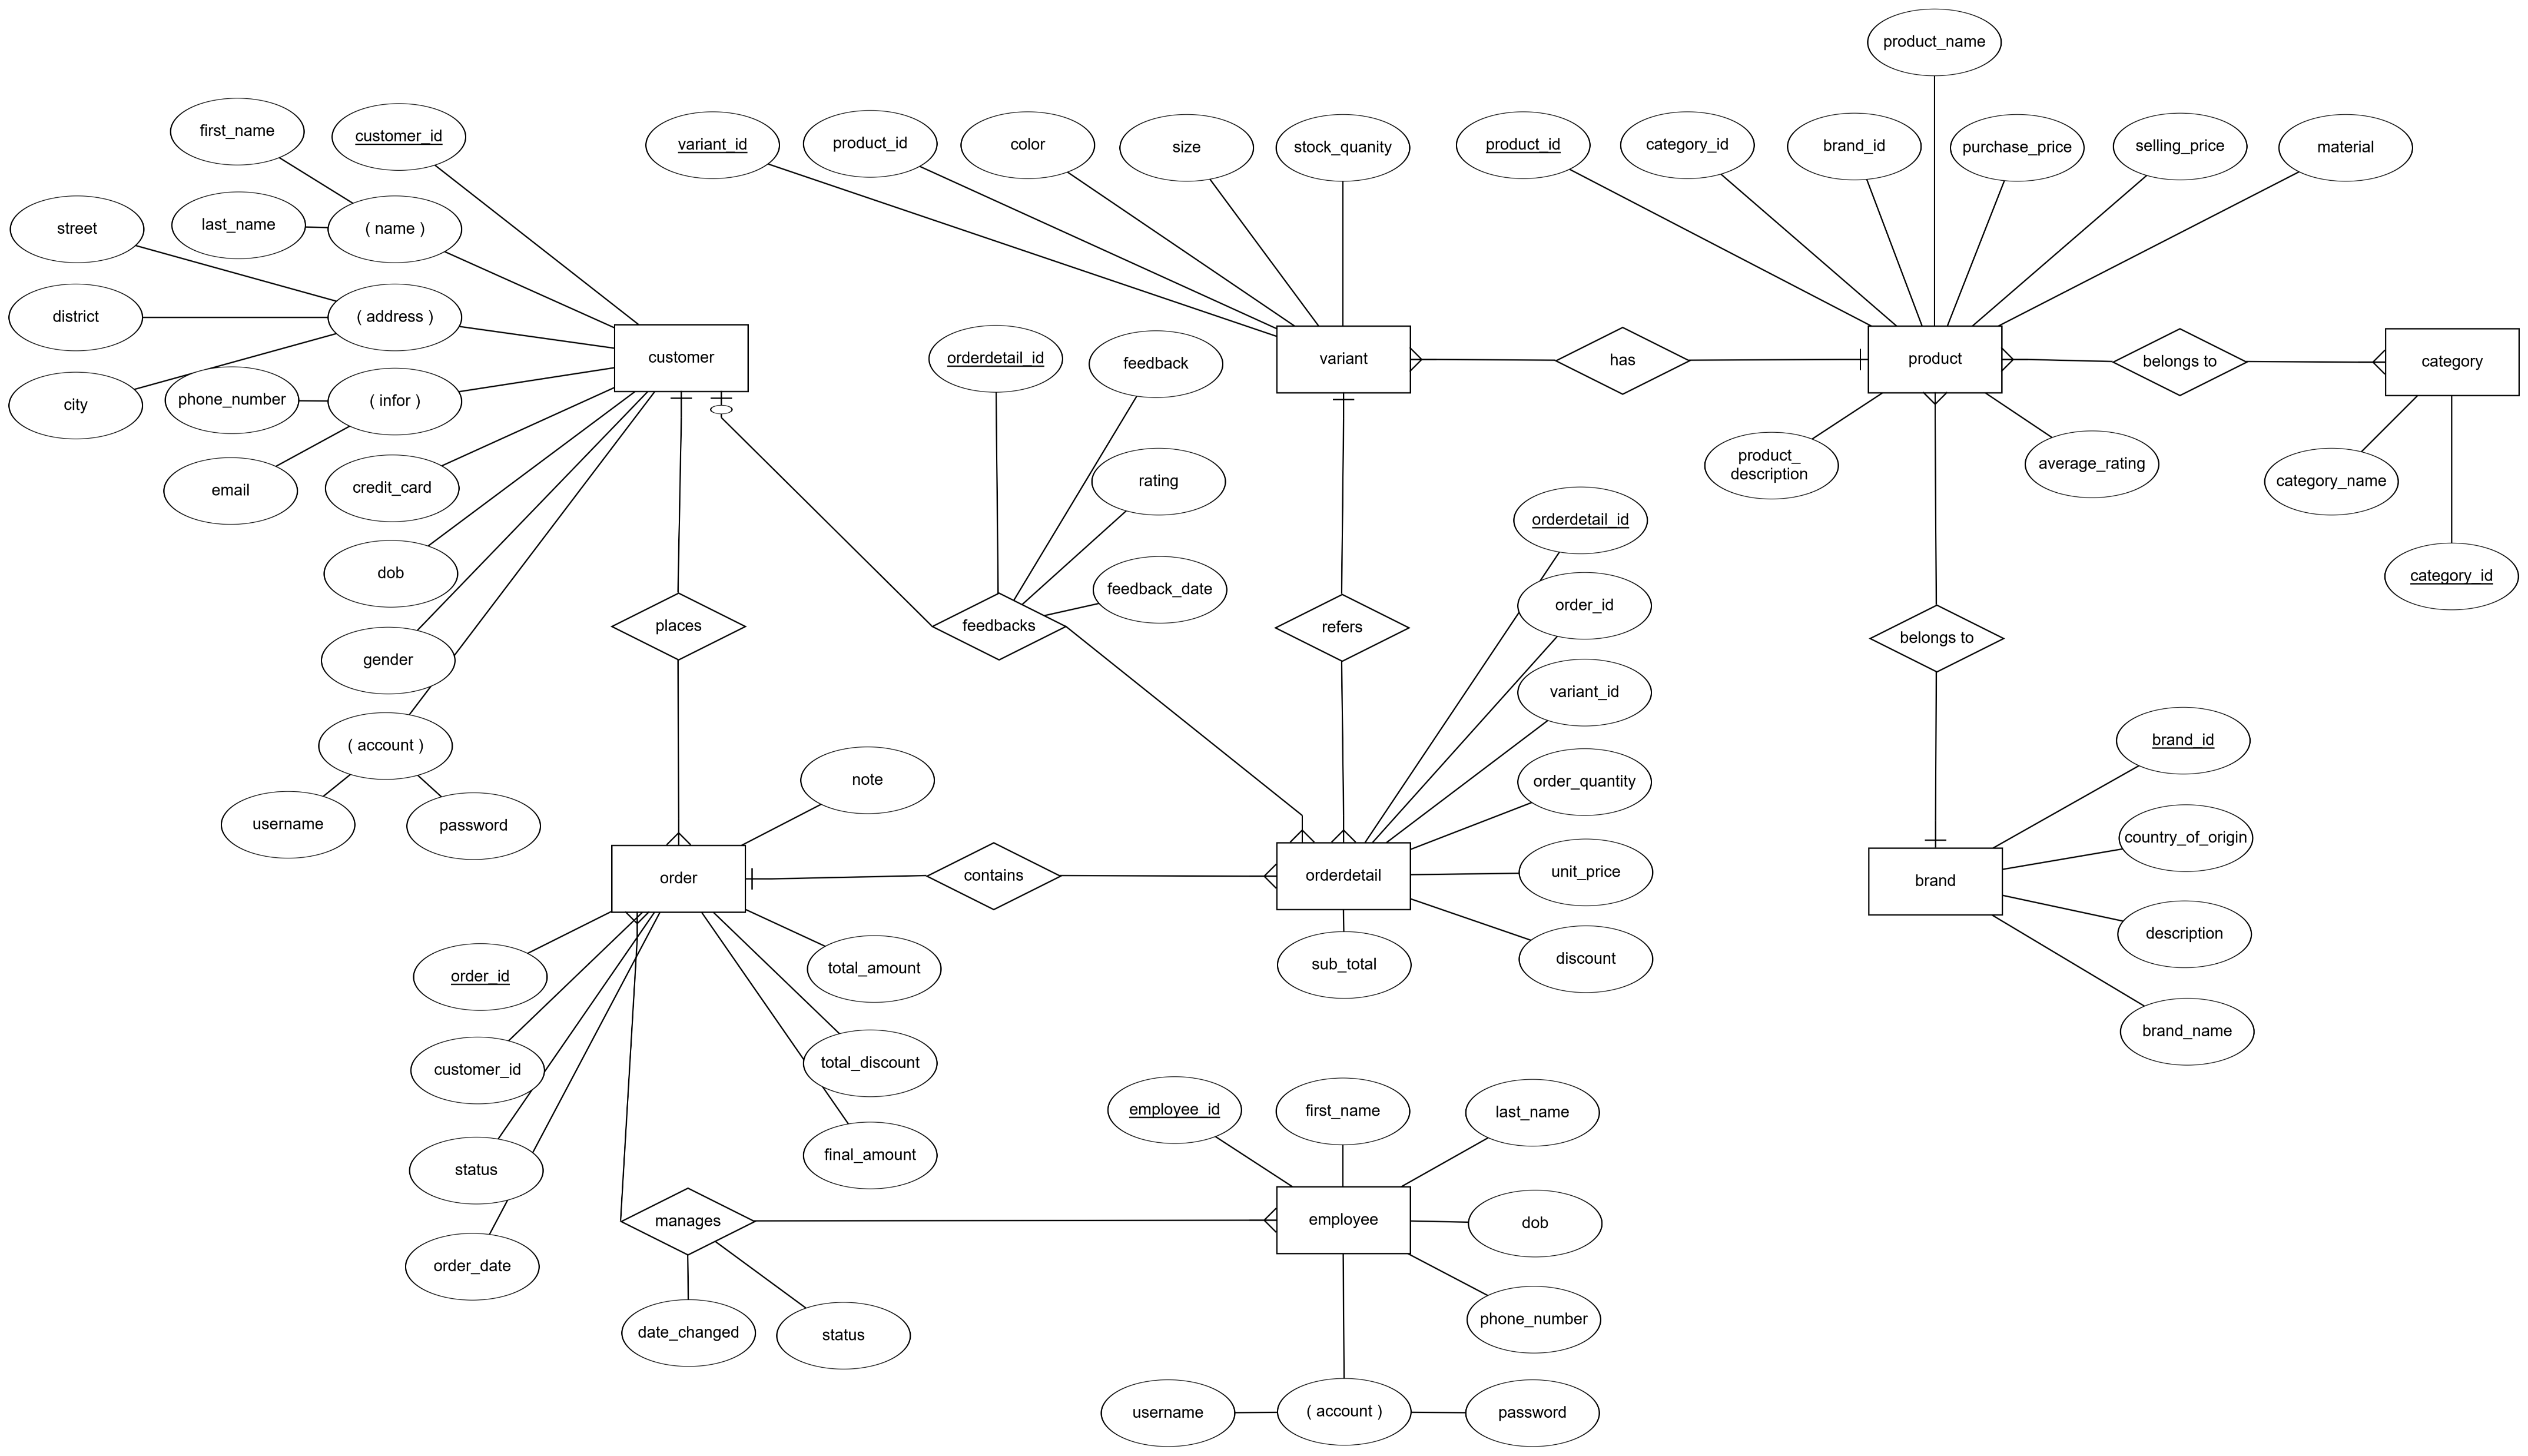 product_name
first_name
customer_id
variant_id
product_id
color
size
stock_quanity
product_id
category_id
brand_id
purchase_price
selling_price
material
street
last_name
( name )
district
( address )
customer
orderdetail_id
feedback
variant
has
product
belongs to
category
city
phone_number
( infor )
product_
description
average_rating
category_name
email
credit_card
rating
orderdetail_id
category_id
dob
feedback_date
order_id
places
feedbacks
refers
belongs to
gender
variant_id
( account )
brand_id
username
password
note
order_quantity
country_of_origin
order
contains
orderdetail
unit_price
brand
description
order_id
total_amount
sub_total
discount
brand_name
customer_id
total_discount
employee_id
first_name
last_name
status
final_amount
manages
employee
dob
order_date
date_changed
status
phone_number
username
( account )
password